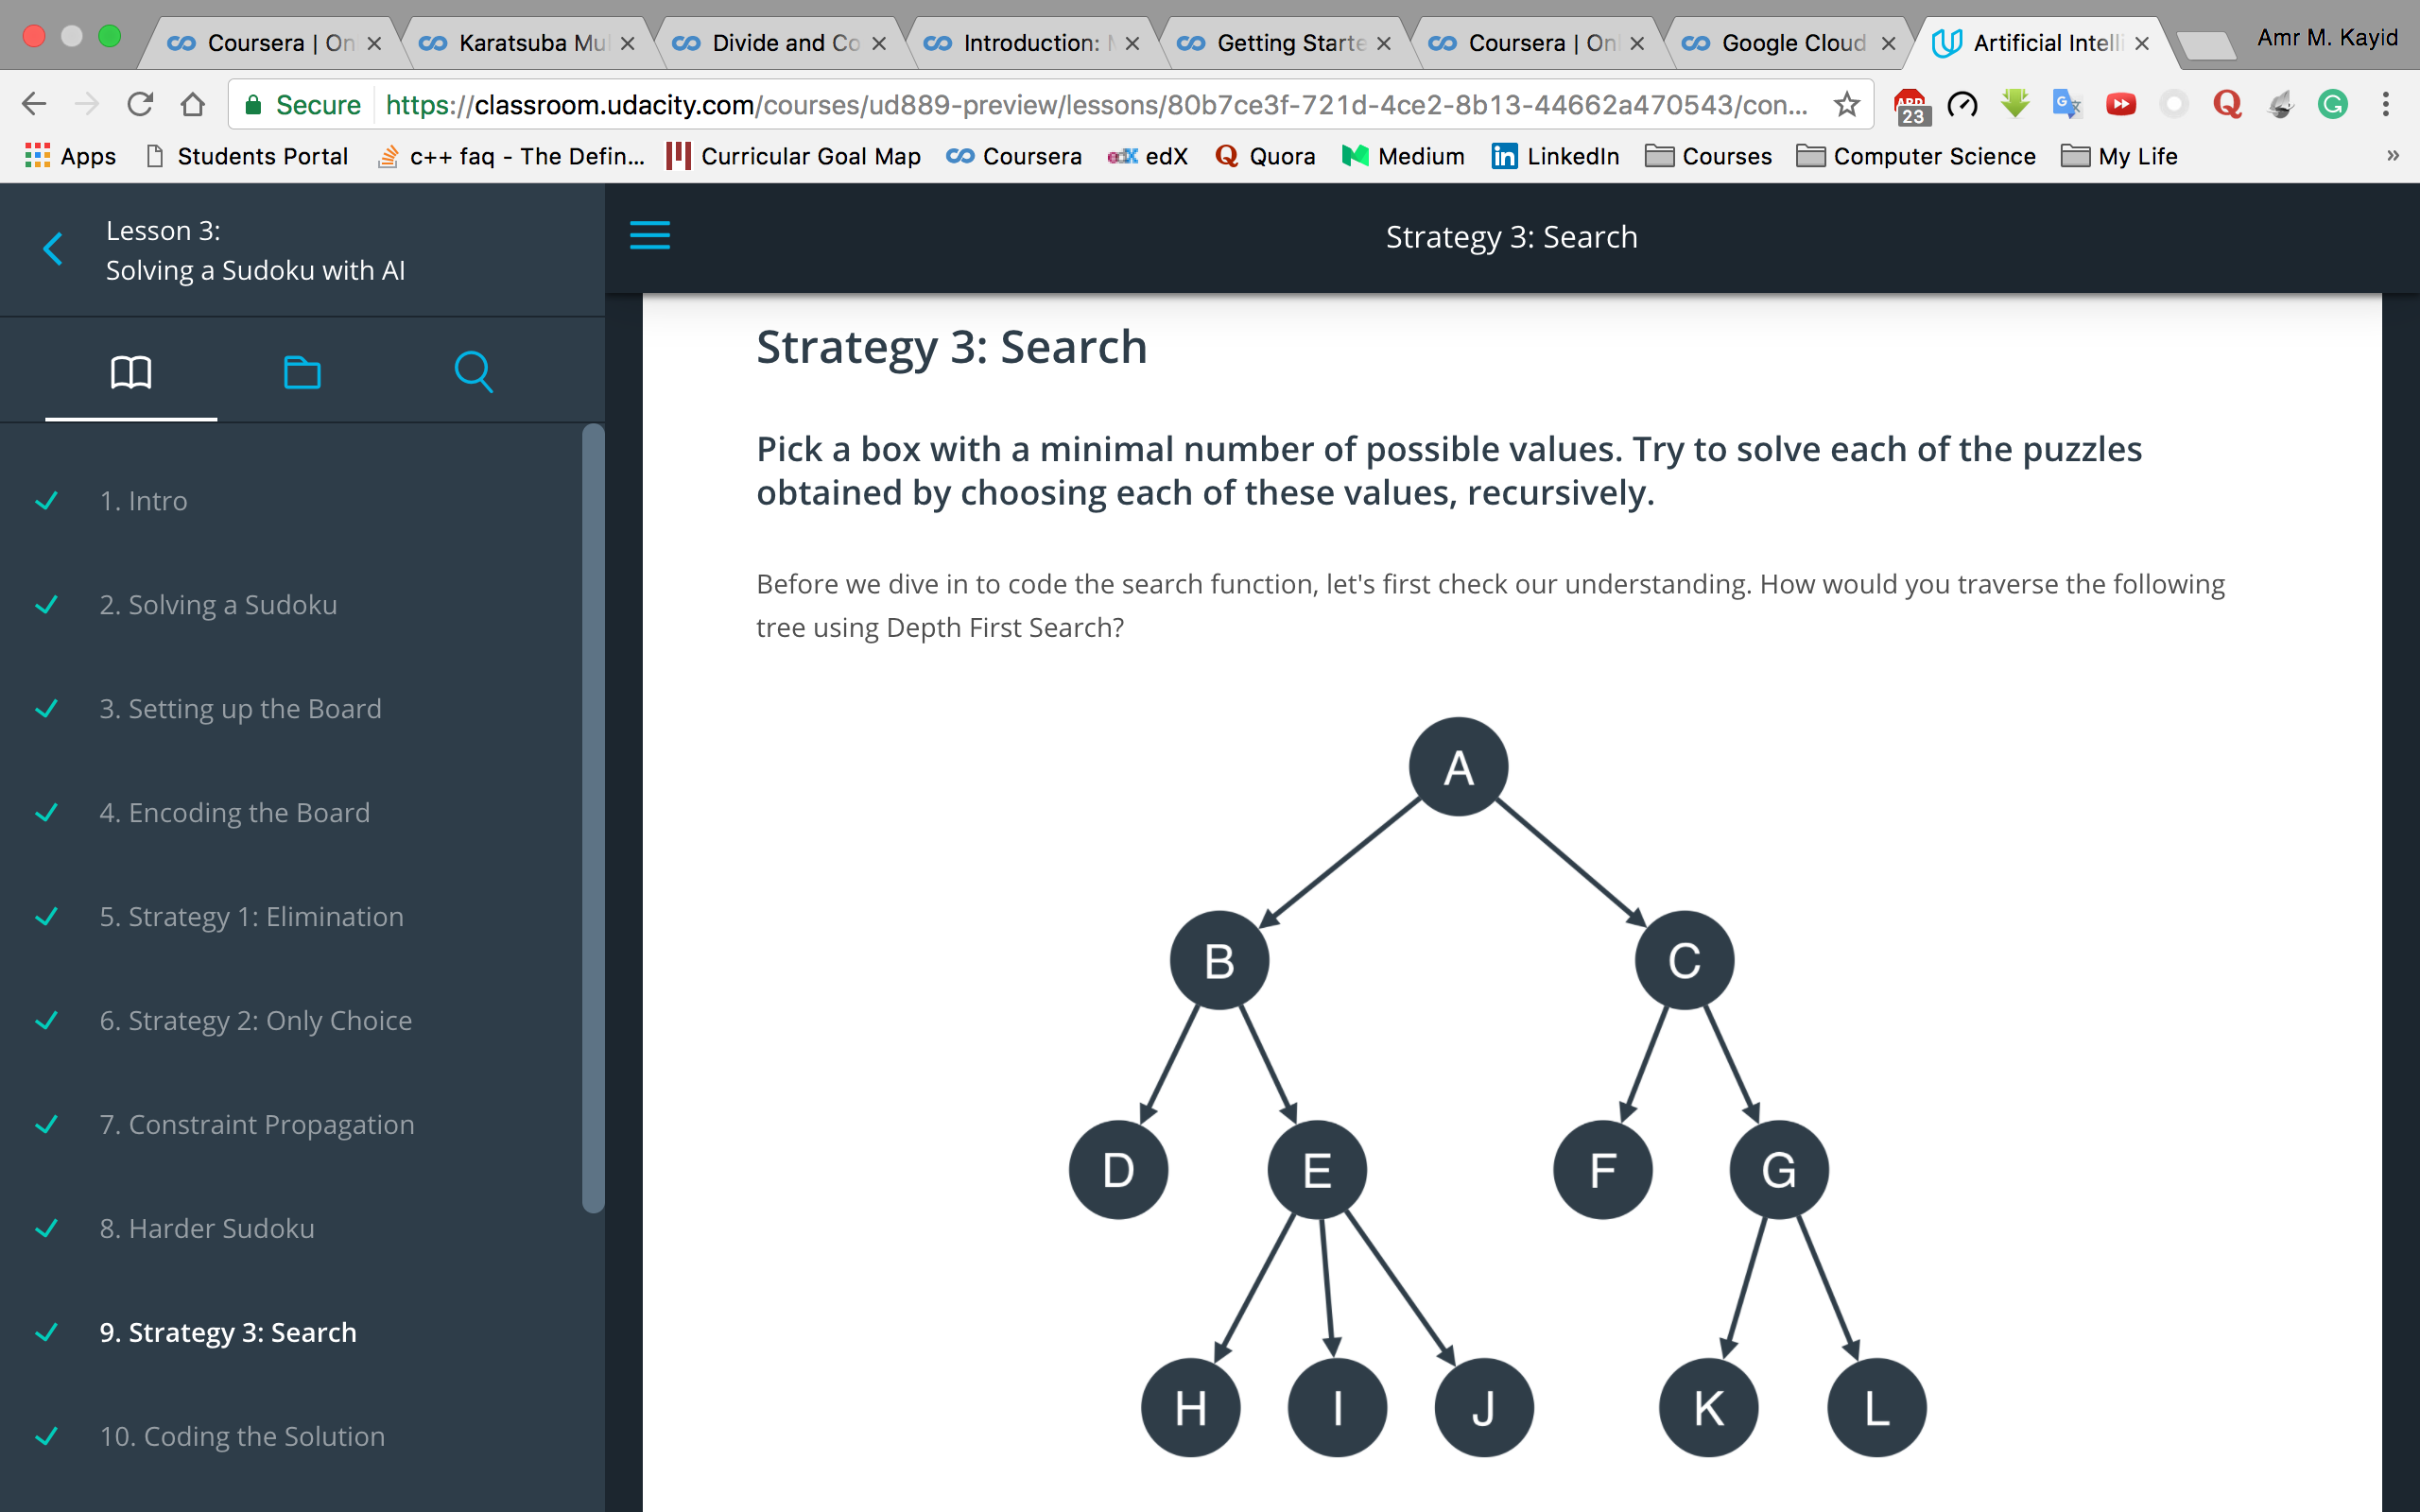 Coursera | On
Karatsuba Mul
Divide and Co
Introduction:
Getting Starte
Coursera | Onl
Google Cloud
Artificial Intelli
Amr M. Kayid
Secure
https://classroom.udacity.com/courses/ud889-preview/lessons/80b7ce3f-721d-4ce2-8b13-44662a470543/con...
ABP
23
Apps
Students Portal
c++ faq - The Defin...
Curricular Goal Map
Coursera
edX
Quora
Medium
LinkedIn
Courses
Computer Science
My Life
Lesson 3:
Solving a Sudoku with AI
1. Intro
2. Solving a Sudoku
3. Setting up the Board
4. Encoding the Board
5. Strategy 1: Elimination
6. Strategy 2: Only Choice
7. Constraint Propagation
8. Harder Sudoku
9. Strategy 3: Search
10. Coding the Solution
Strategy 3: Search
Strategy 3: Search
Pick a box with a minimal number of possible values. Try to solve each of the puzzles
obtained by choosing each of these values, recursively.
Before we dive in to code the search function, let's first check our understanding. How would you traverse the following
tree using Depth First Search?
A
B C
D E F G
H I J K L